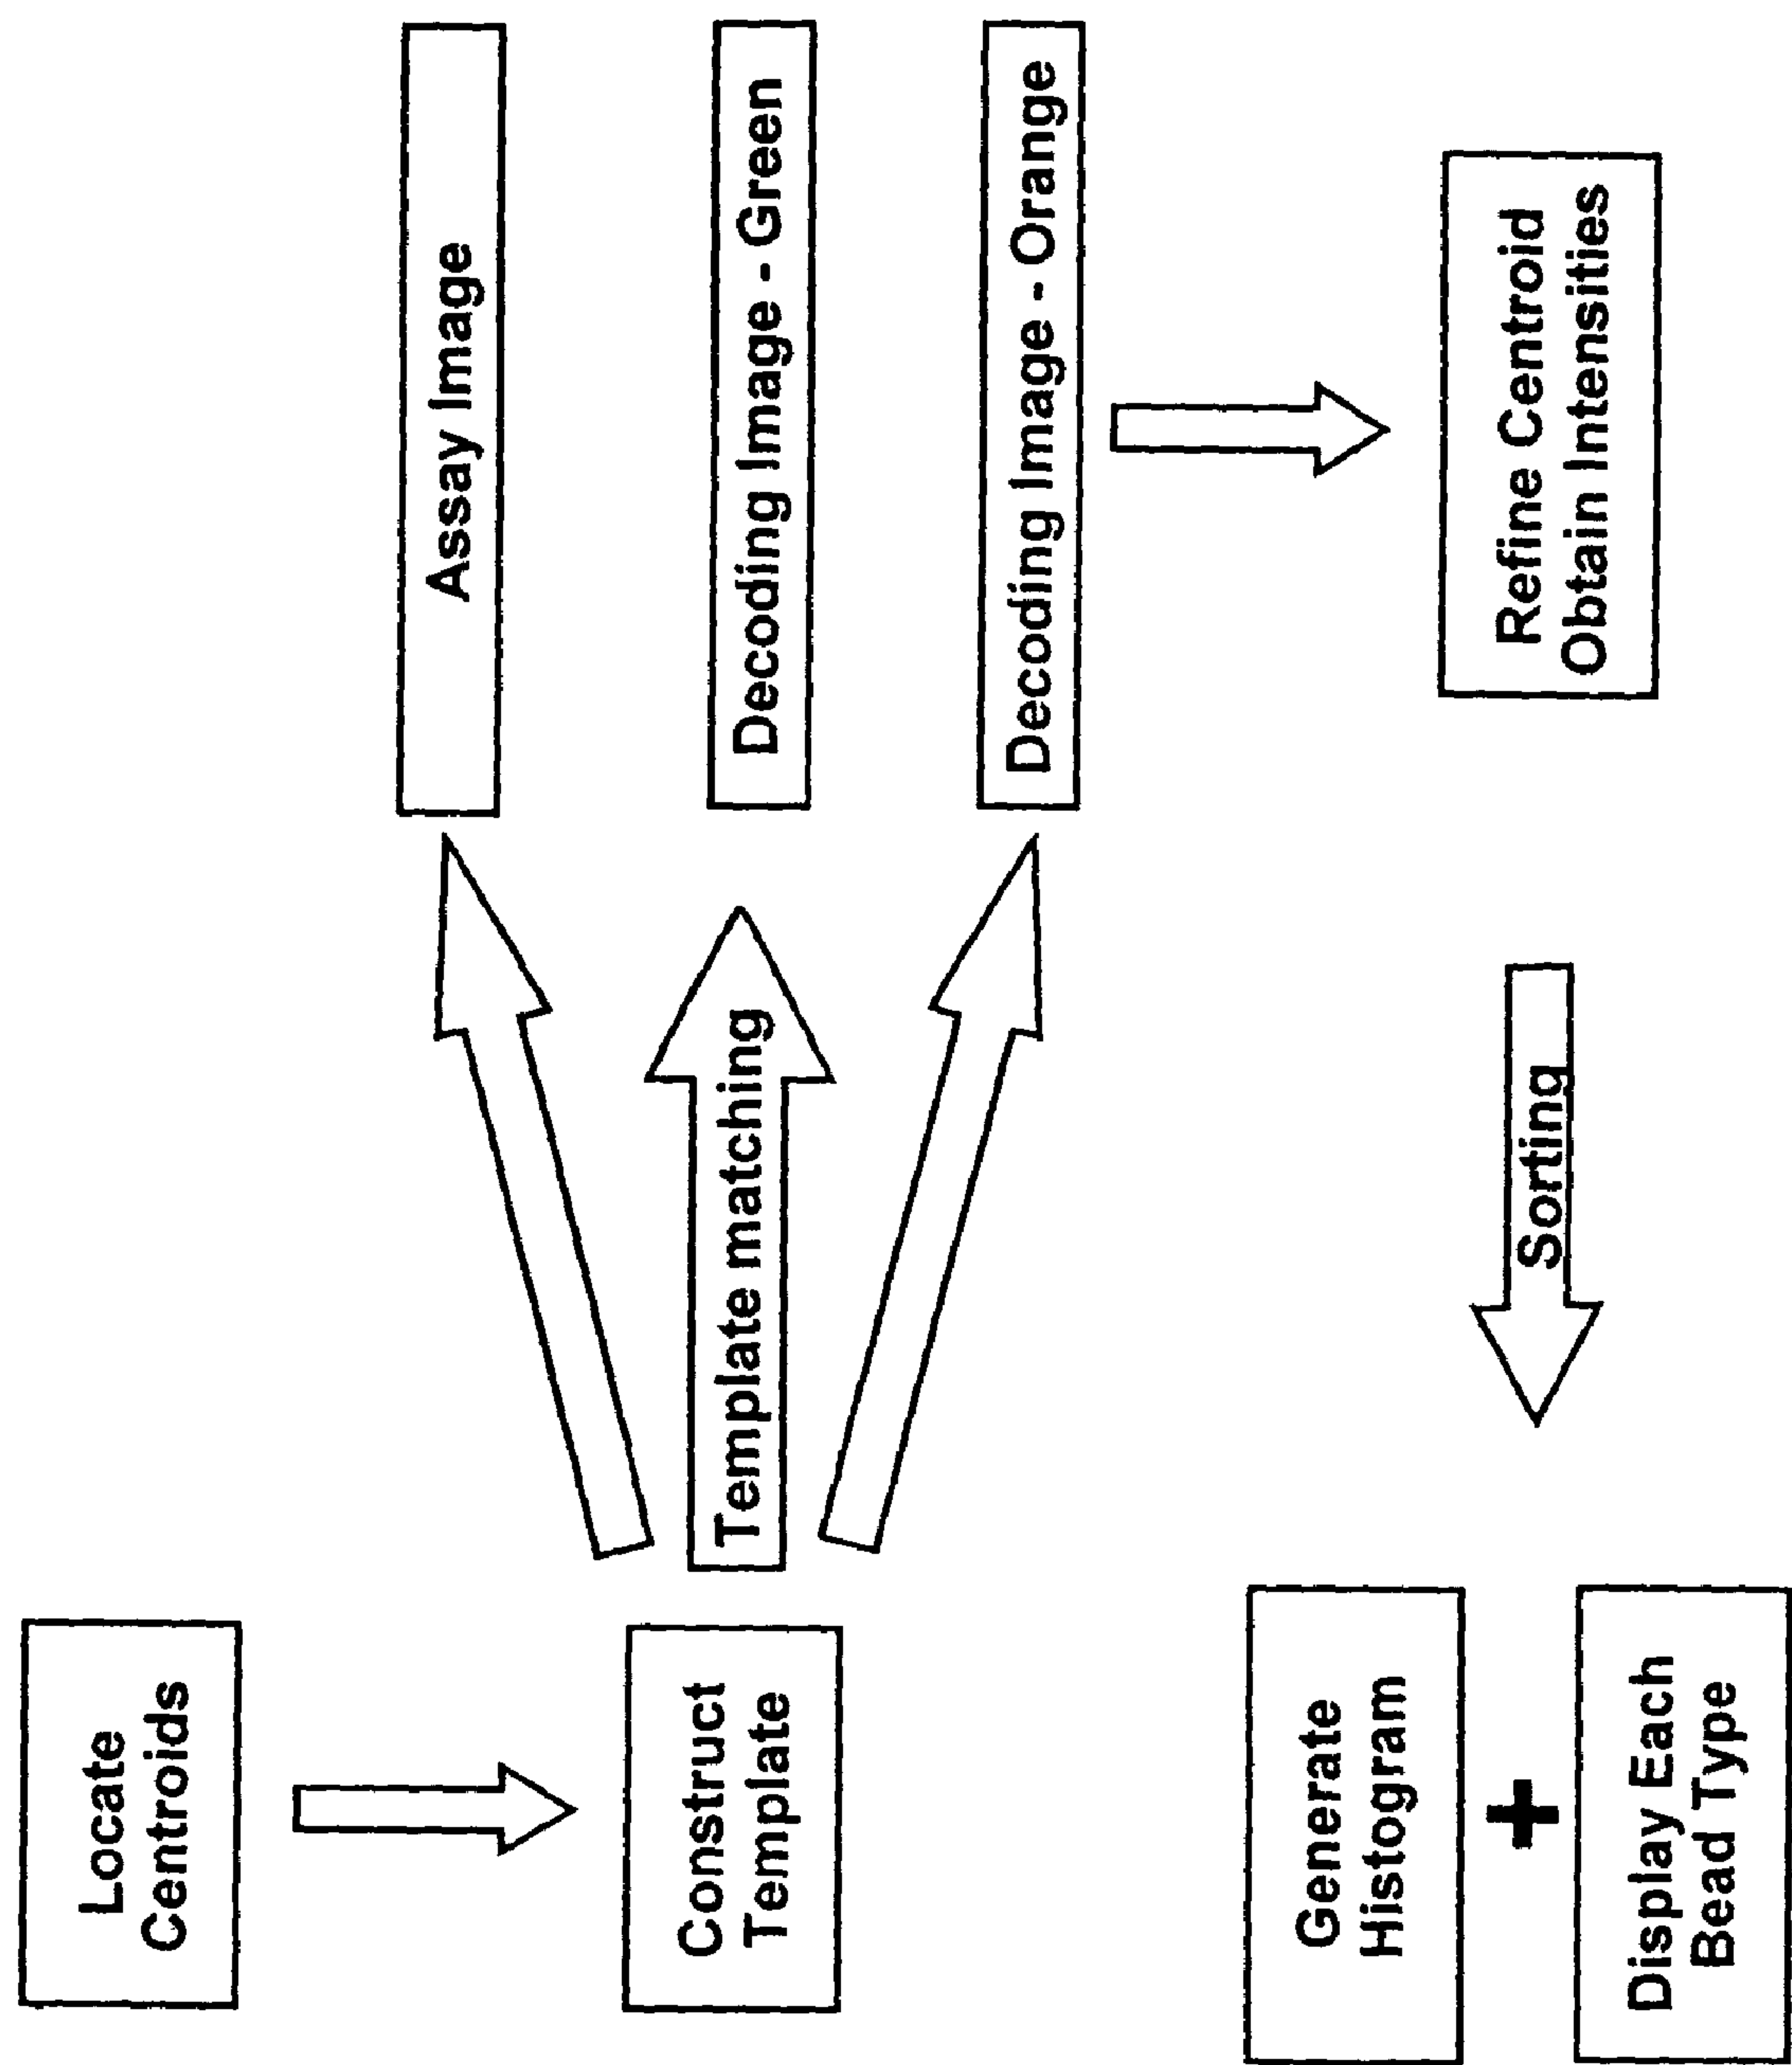 Locate
Centroids
Construct
Template
Template matching
Assay Image
Decoding Image - Green
Decoding Image - Orange
Refine Centroid
Obtain Intensities
Sorting
Generate
Histogram
+
Display Each
Bead Type